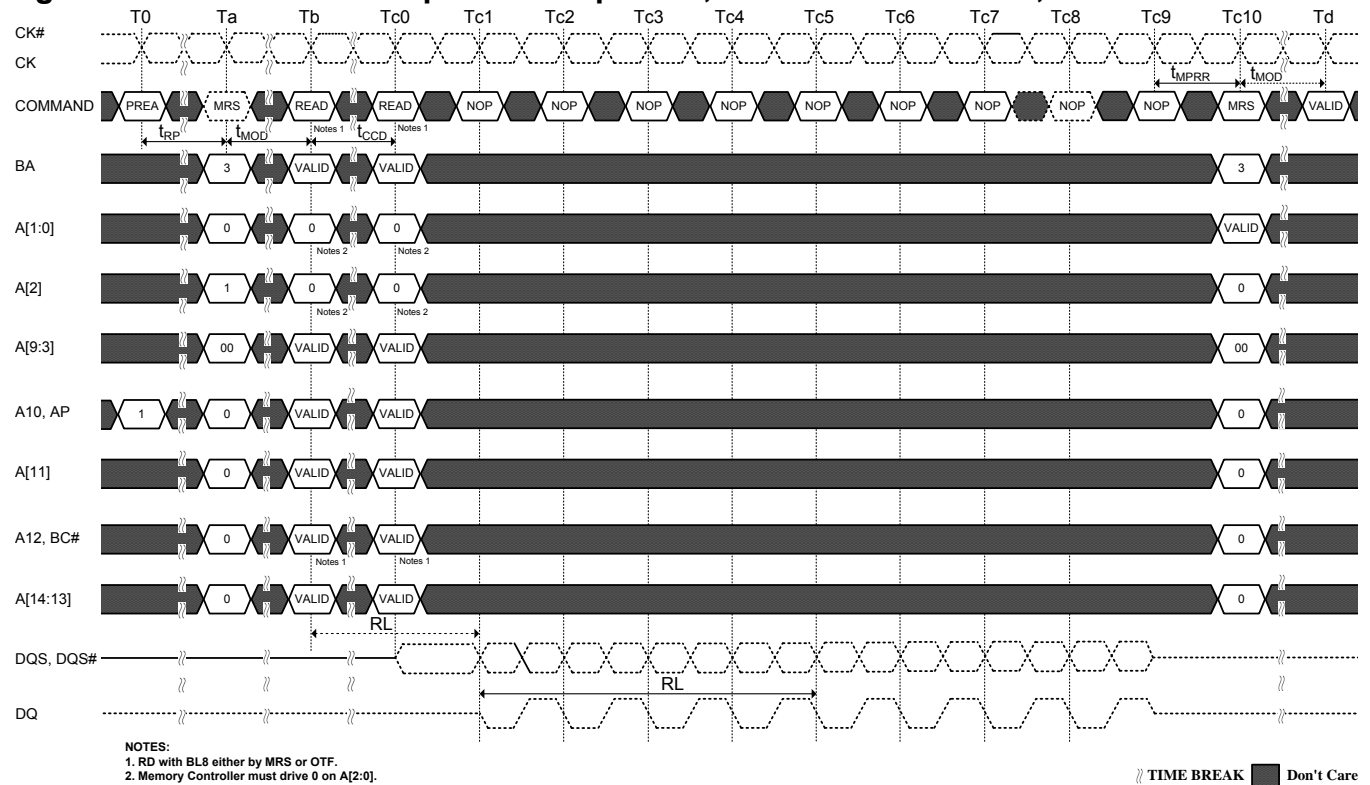 T0 Ta Tb Tc0 Tc1 Tc2 Tc3 Tc4 Tc5 Tc6 Tc7 Tc8 Tc9 Tc10 Td
CK#
CK
tMPRR tMOD
COMMAND PREA MRS READ READ NOP NOP NOP NOP NOP NOP NOP NOP NOP MRS VALID
Notes 1 Notes 1
tRP tMOD tCCD
BA 3 VALID VALID 3
A[1:0] 0 0 0 VALID
Notes 2 Notes 2
A[2] 1 0 0 0
Notes 2 Notes 2
A[9:3] 00 VALID VALID 00
A10, AP 1 0 VALID VALID 0
A[11] 0 VALID VALID 0
A12, BC# 0 VALID VALID 0
Notes 1 Notes 1
A[14:13] 0 VALID VALID 0
RL
DQS, DQS#
RL
DQ
NOTES:
1. RD with BL8 either by MRS or OTF.
2. Memory Controller must drive 0 on A[2:0].
TIME BREAK Don't Care